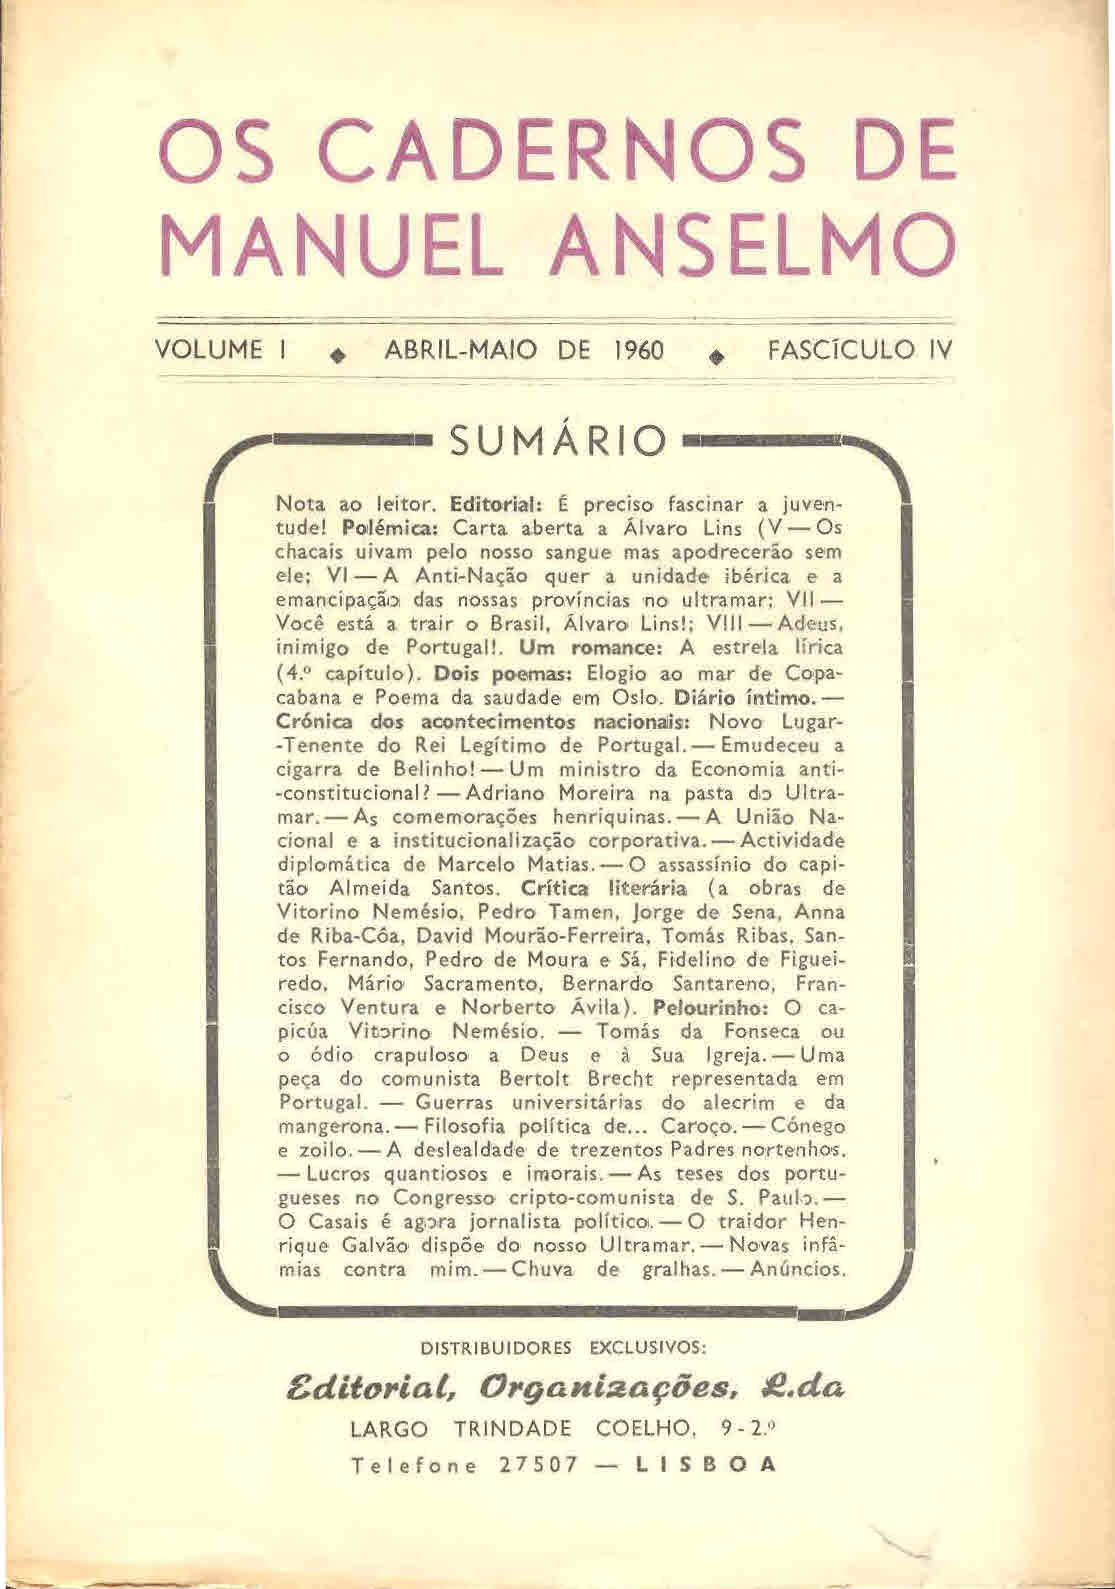 OS CADERNOS DE
MANUEL ANSELMO
VOLUME I ◆ ABRIL-MAIO DE 1960 ◆ FASCÍCULO IV
SUMÁRIO
Nota ao leitor. Editorial: É preciso fascinar a juven-
tude! Polémica: Carta aberta a Álvaro Lins (V — Os
chacais uivam pelo nosso sangue mas apodrecerão sem
ele; VI — A Anti-Nação quer a unidade ibérica e a
emancipação das nossas províncias no ultramar; VII —
Você está a trair o Brasil, Álvaro Lins!; VIII — Adeus,
inimigo de Portugal!. Um romance: A estrela lírica
(4.º capítulo). Dois poemas: Elogio ao mar de Copa-
cabana e Poema da saudade em Oslo. Diário íntimo. —
Crónica dos acontecimentos nacionais: Novo Lugar-
-Tenente do Rei Legítimo de Portugal. — Emudeceu a
cigarra de Belinho! — Um ministro da Economia anti-
-constitucional? — Adriano Moreira na pasta do Ultra-
mar. — As comemorações henriquinas. — A União Na-
cional e a institucionalização corporativa. — Actividade
diplomática de Marcelo Matias. — O assassínio do capi-
tão Almeida Santos. Crítica literária (a obras de
Vitorino Nemésio, Pedro Tamen, Jorge de Sena, Anna
de Riba-Côa, David Mourão-Ferreira, Tomás Ribas, San-
tos Fernando, Pedro de Moura e Sá, Fidelino de Figuei-
redo, Mário Sacramento, Bernardo Santareno, Fran-
cisco Ventura e Norberto Ávila). Pelourinho: O ca-
picúa Vitorino Nemésio. — Tomás da Fonseca ou
o ódio crapuloso a Deus e à Sua Igreja. — Uma
peça do comunista Bertolt Brecht representada em
Portugal. — Guerras universitárias do alecrim e da
mangerona. — Filosofia política de... Caroço. — Cónego
e zoilo. — A deslealdade de trezentos Padres nortenhos.
— Lucros quantiosos e imorais. — As teses dos portu-
gueses no Congresso cripto-comunista de S. Paulo. —
O Casais é agora jornalista político. — O traidor Hen-
rique Galvão dispõe do nosso Ultramar. — Novas infâ-
mias contra mim. — Chuva de gralhas. — Anúncios.
DISTRIBUIDORES EXCLUSIVOS:
Editorial, Organizações, L.da
LARGO TRINDADE COELHO, 9 - 2.º
Telefone 27507 — LISBOA